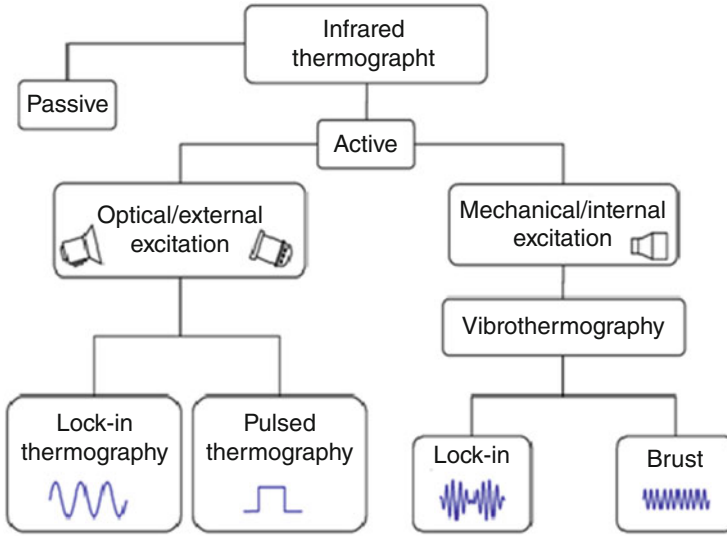 Infrared
thermographt
Passive
Active
Optical/external
excitation
Mechanical/internal
excitation
Vibrothermography
Lock-in
thermography
Pulsed
thermography
Lock-in
Brust